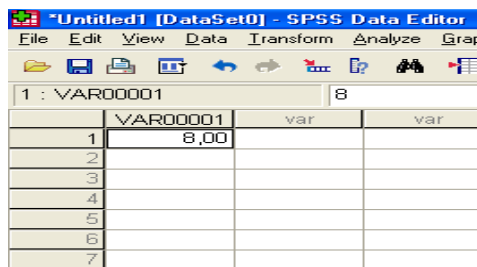 *Untitled1 [DataSet0] - SPSS Data Editor
File Edit View Data Transform Analyze
1 : VAR00001 8
VAR00001 var var
1 8,00
2
3
4
5
6
7